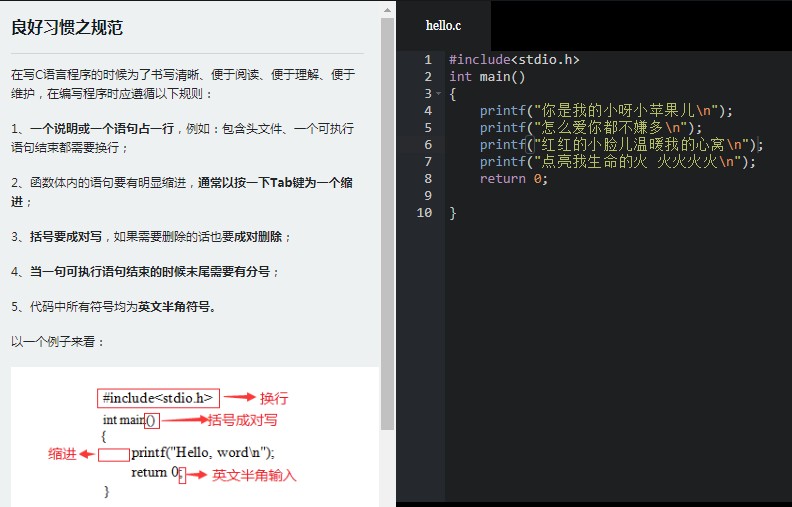 良好习惯之规范
在写C语言程序的时候为了书写清晰、便于阅读、便于理解、便于
维护，在编写程序时应遵循以下规则：
1、一个说明或一个语句占一行，例如：包含头文件、一个可执行
语句结束都需要换行；
2、函数体内的语句要有明显缩进，通常以按一下Tab键为一个缩
进；
3、括号要成对写，如果需要删除的话也要成对删除；
4、当一句可执行语句结束的时候末尾需要有分号；
5、代码中所有符号均为英文半角符号。
以一个例子来看：
#include<stdio.h> 换行
int main() 括号成对写
{
缩进 printf("Hello, word\n");
return 0; 英文半角输入
}
hello.c
1 #include<stdio.h>
2 int main()
3 {
4 printf("你是我的小呀小苹果儿\n");
5 printf("怎么爱你都不嫌多\n");
6 printf("红红的小脸儿温暖我的心窝\n");
7 printf("点亮我生命的火 火火火火\n");
8 return 0;
9
10 }